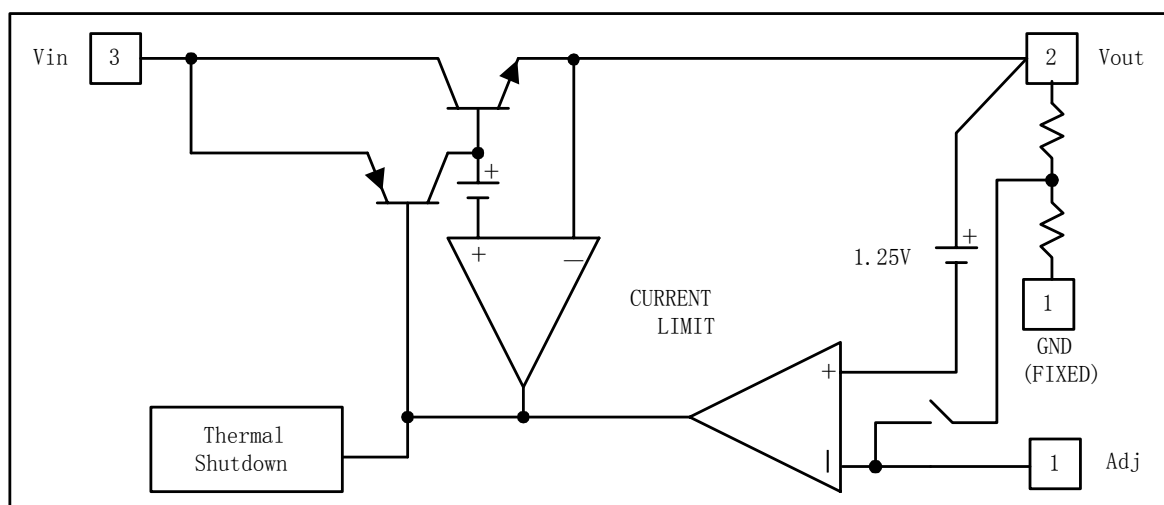 Vin
3
2
Vout
+
+
—
+
1.25V
1
GND
(FIXED)
CURRENT
LIMIT
+
Thermal
Shutdown
|
1
Adj